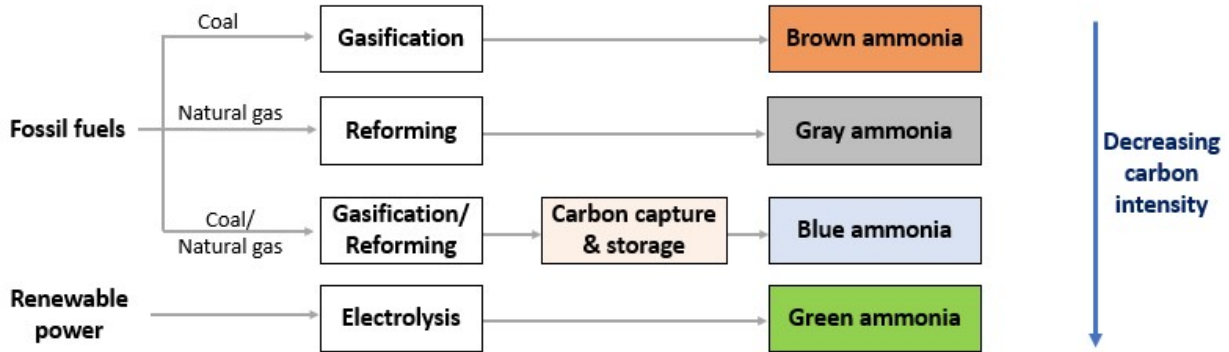 Coal
Gasification
Brown ammonia
Fossil fuels
Natural gas
Reforming
Gray ammonia
Coal/
Natural gas
Gasification/
Reforming
Carbon capture
& storage
Blue ammonia
Renewable
power
Electrolysis
Green ammonia
Decreasing
carbon
intensity